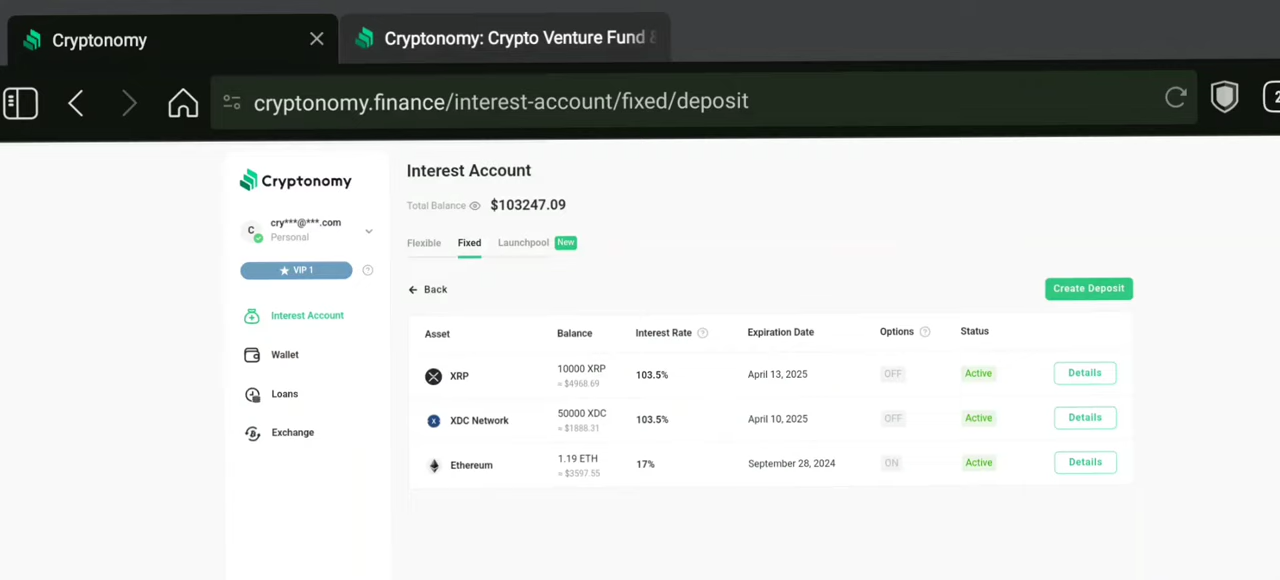 Cryptonomy
Cryptonomy: Crypto Venture Fund &
cryptonomy.finance/interest-account/fixed/deposit
2
Cryptonomy
cry***@***.com
C
Personal
VIP 1
Interest Account
Wallet
Loans
Exchange
Interest Account
Total Balance $103247.09
Flexible Fixed Launchpool New
Back Create Deposit
Asset Balance Interest Rate Expiration Date Options Status
XRP 10000 XRP 103.5% April 13, 2025 OFF Active Details
≈ $4968.69
XDC Network 50000 XDC 103.5% April 10, 2025 OFF Active Details
≈ $1888.31
Ethereum 1.19 ETH 17% September 28, 2024 ON Active Details
≈ $3597.55